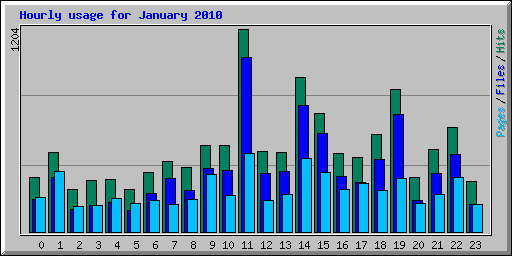 Hourly usage for January 2010
1204
Pages/Files/Hits
0 1 2 3 4 5 6 7 8 9 10 11 12 13 14 15 16 17 18 19 20 21 22 23